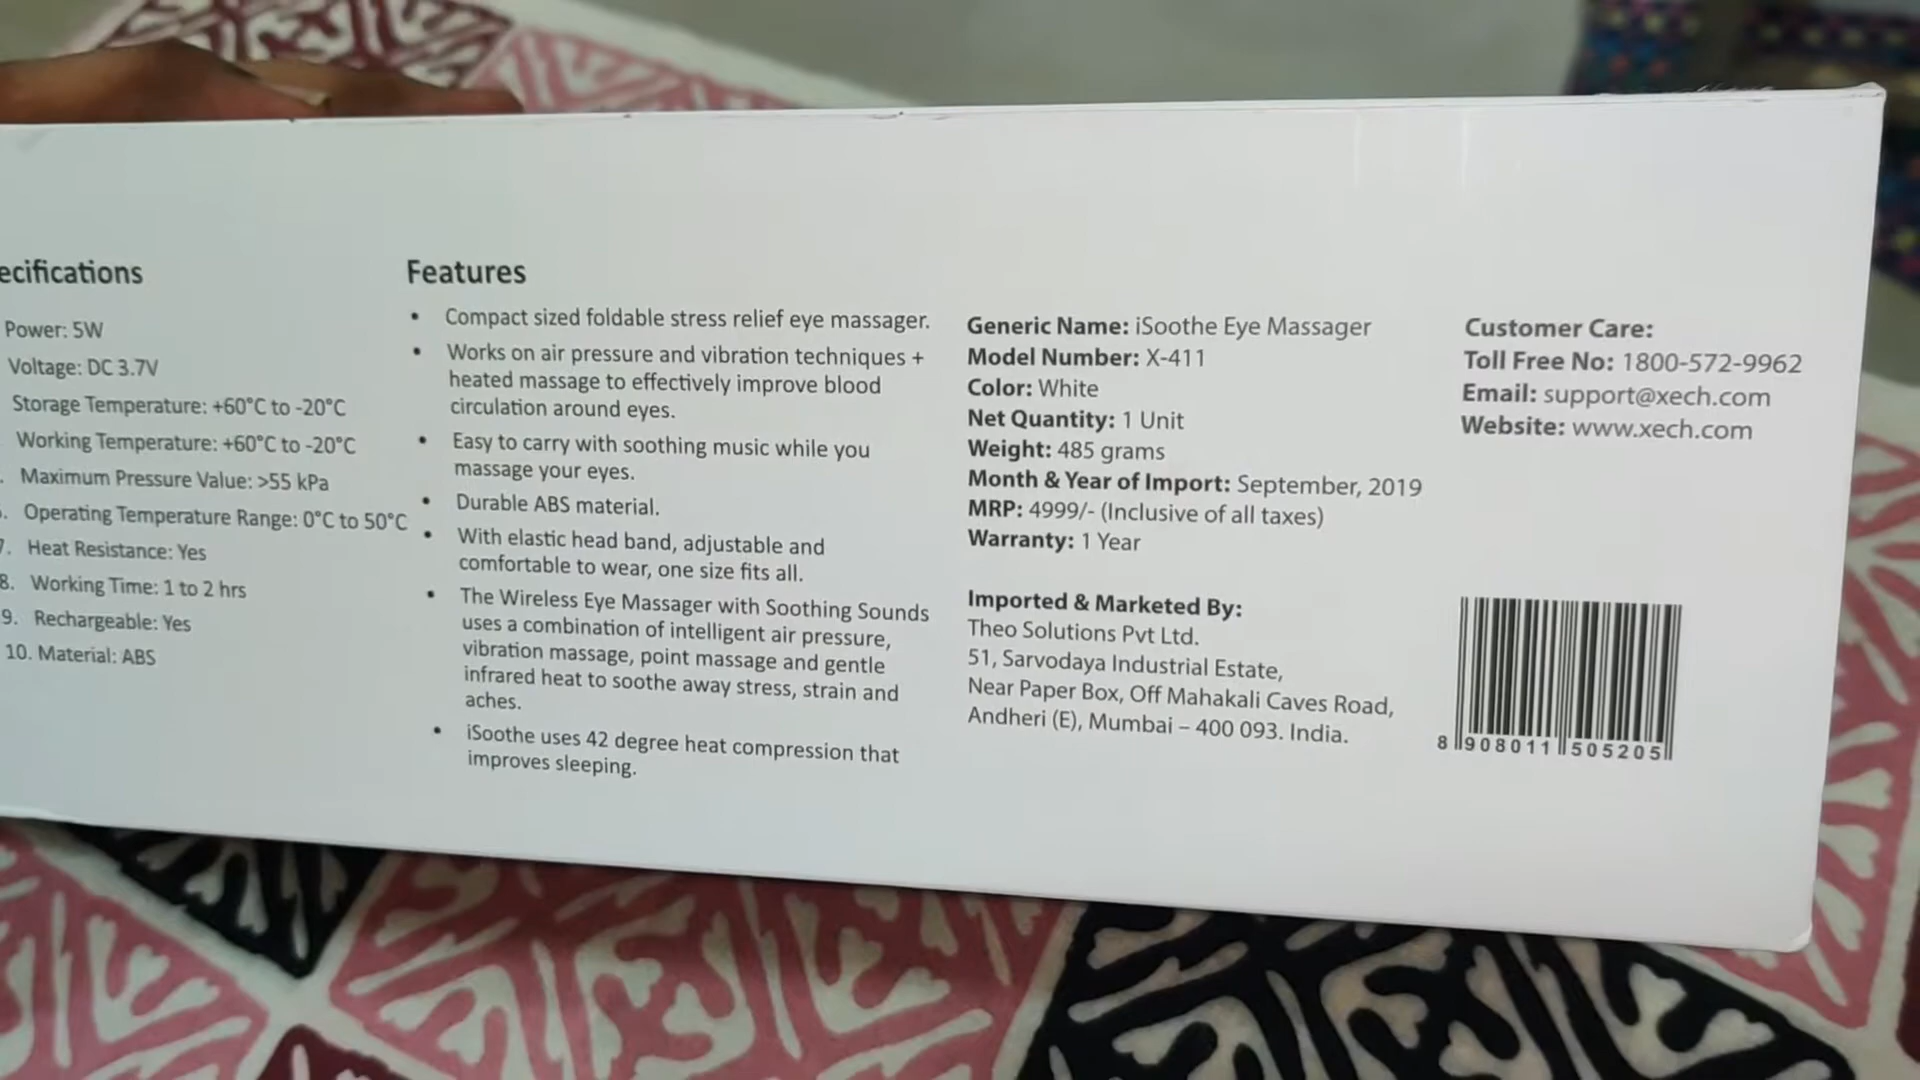 ecifications
Power: 5W
Voltage: DC 3.7V
Storage Temperature: +60°C to -20°C
Working Temperature: +60°C to -20°C
. Maximum Pressure Value: >55 kPa
. Operating Temperature Range: 0°C to 50°C
7. Heat Resistance: Yes
8. Working Time: 1 to 2 hrs
9. Rechargeable: Yes
10. Material: ABS
Features
• Compact sized foldable stress relief eye massager.
• Works on air pressure and vibration techniques +
heated massage to effectively improve blood
circulation around eyes.
• Easy to carry with soothing music while you
massage your eyes.
• Durable ABS material.
• With elastic head band, adjustable and
comfortable to wear, one size fits all.
• The Wireless Eye Massager with Soothing Sounds
uses a combination of intelligent air pressure,
vibration massage, point massage and gentle
infrared heat to soothe away stress, strain and
aches.
• iSoothe uses 42 degree heat compression that
improves sleeping.
Generic Name: iSoothe Eye Massager
Model Number: X-411
Color: White
Net Quantity: 1 Unit
Weight: 485 grams
Month & Year of Import: September, 2019
MRP: 4999/- (Inclusive of all taxes)
Warranty: 1 Year
Imported & Marketed By:
Theo Solutions Pvt Ltd.
51, Sarvodaya Industrial Estate,
Near Paper Box, Off Mahakali Caves Road,
Andheri (E), Mumbai – 400 093. India.
Customer Care:
Toll Free No: 1800-572-9962
Email: support@xech.com
Website: www.xech.com
8 908011 505205